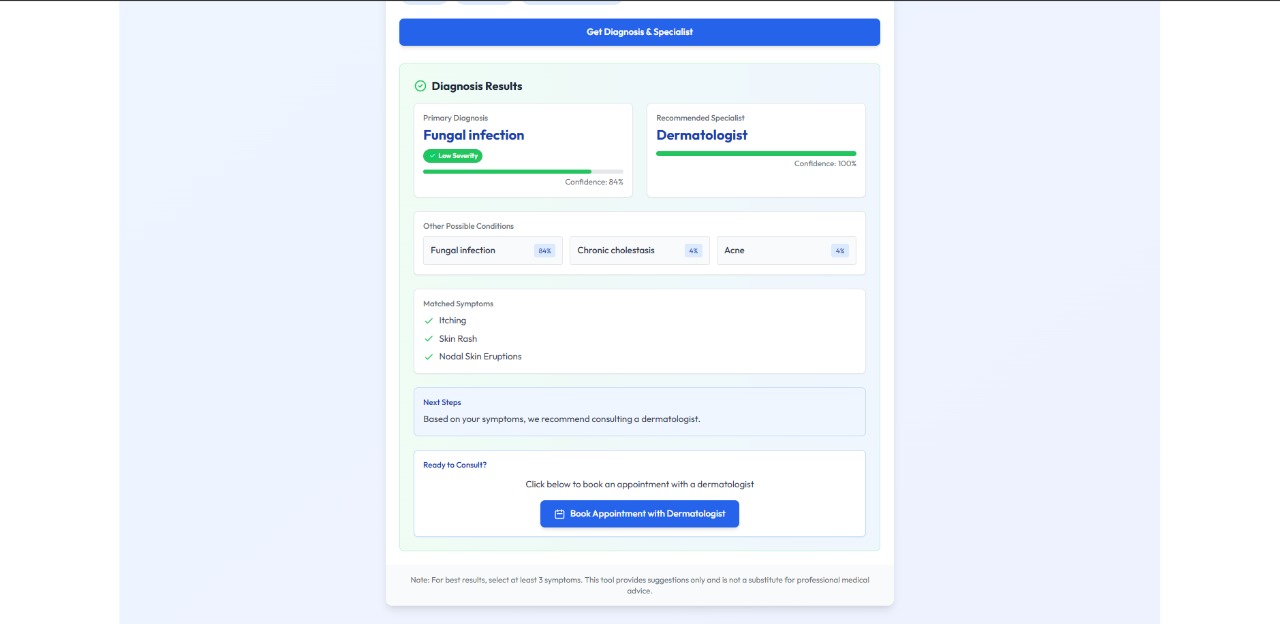 Get Diagnosis & Specialist
Diagnosis Results
Primary Diagnosis
Fungal infection
Low Severity
Confidence: 84%
Recommended Specialist
Dermatologist
Confidence: 100%
Other Possible Conditions
Fungal infection 84%
Chronic cholestasis 4%
Acne 4%
Matched Symptoms
Itching
Skin Rash
Nodal Skin Eruptions
Next Steps
Based on your symptoms, we recommend consulting a dermatologist.
Ready to Consult?
Click below to book an appointment with a dermatologist
Book Appointment with Dermatologist
Note: For best results, select at least 3 symptoms. This tool provides suggestions only and is not a substitute for professional medical
advice.